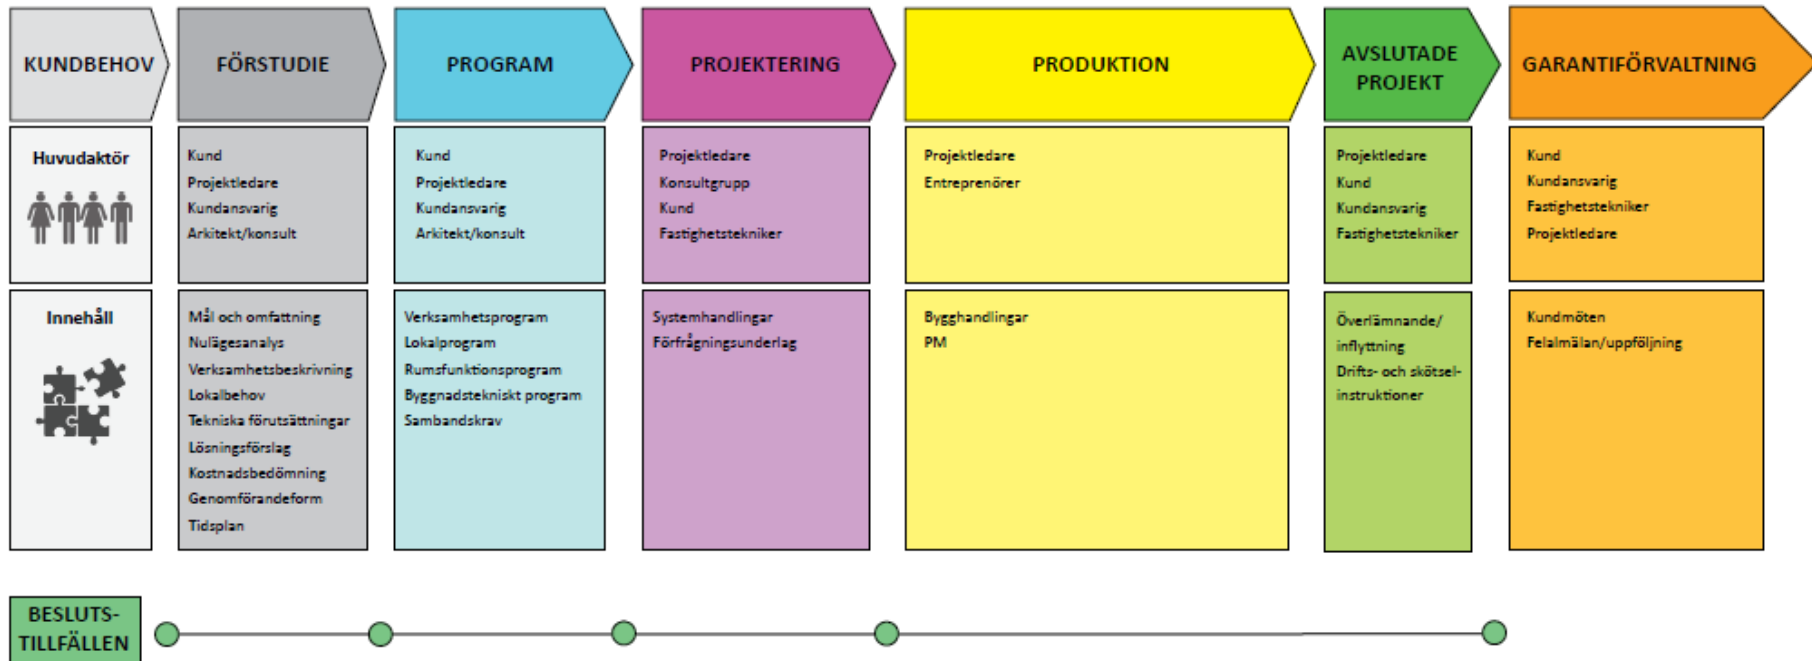 KUNDBEHOV
FÖRSTUDIE
PROGRAM
PROJEKTERING
PRODUKTION
AVSLUTADE
PROJEKT
GARANTIFÖRVALTNING
Huvudaktör
Kund
Projektledare
Kundansvarig
Arkitekt/konsult
Kund
Projektledare
Kundansvarig
Arkitekt/konsult
Projektledare
Konsultgrupp
Kund
Fastighetstekniker
Projektledare
Entreprenörer
Projektledare
Kund
Kundansvarig
Fastighetstekniker
Kund
Kundansvarig
Fastighetstekniker
Projektledare
Innehåll
Mål och omfattning
Nulägesanalys
Verksamhetsbeskrivning
Lokalbehov
Tekniska förutsättningar
Lösningsförslag
Kostnadsbedömning
Genomförandeform
Tidsplan
Verksamhetsprogram
Lokalprogram
Rumsfunktionsprogram
Byggnadstekniskt program
Sambandskrav
Systemhandlingar
Förfrågningsunderlag
Bygghandlingar
PM
Överlämnande/
inflyttning
Drifts- och skötsel-
instruktioner
Kundmöten
Felalmälan/uppföljning
BESLUTS-
TILLFÄLLEN